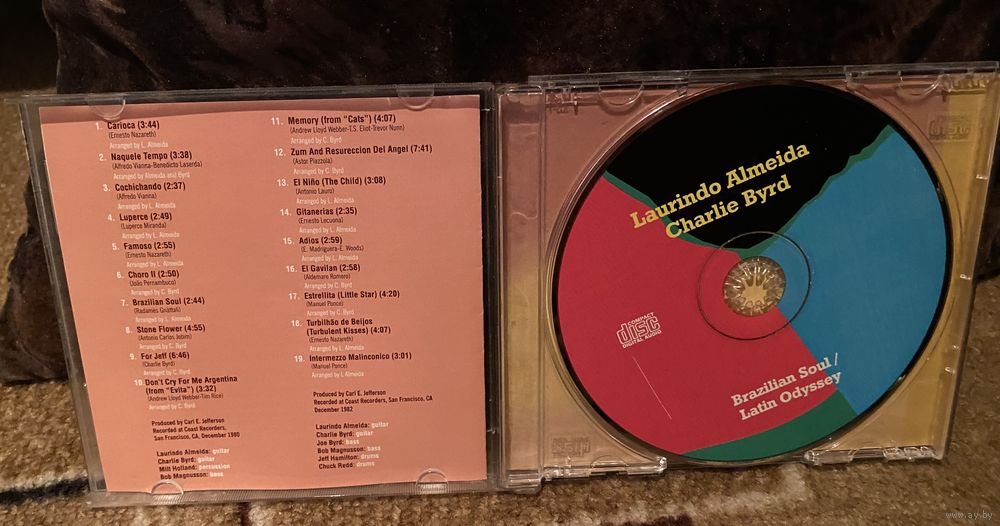 1. Carioca (3:44)
(Ernesto Nazareth)
Arranged by L. Almeida
2. Naquele Tempo (3:38)
(Alfredo Vianna-Benedicto Laserda)
Arranged by Almeida and Byrd
3. Cochichando (2:37)
(Alfredo Vianna)
Arranged by L. Almeida
4. Luperce (2:49)
(Luperce Miranda)
Arranged by L. Almeida
5. Famoso (2:55)
(Ernesto Nazareth)
Arranged by L. Almeida
6. Choro II (2:50)
(João Pernambuco)
Arranged by C. Byrd
7. Brazilian Soul (2:44)
(Radamés Gnáttali)
Arranged by L. Almeida
8. Stone Flower (4:55)
(Antonio Carlos Jobim)
Arranged by C. Byrd
9. For Jeff (6:46)
(Charlie Byrd)
Arranged by C. Byrd
10. Don't Cry For Me Argentina
(from "Evita") (3:32)
(Andrew Lloyd Webber-Tim Rice)
Arranged by C. Byrd
Produced by Carl E. Jefferson
Recorded at Coast Recorders,
San Francisco, CA, December 1980
Laurindo Almeida: guitar
Charlie Byrd: guitar
Milt Holland: percussion
Bob Magnusson: bass
11. Memory (from "Cats") (4:07)
(Andrew Lloyd Webber-T.S. Eliot-Trevor Nunn)
Arranged by C. Byrd
12. Zum And Resureccion Del Angel (7:41)
(Astor Piazzola)
Arranged by C. Byrd
13. El Niño (The Child) (3:08)
(Antonio Lauro)
Arranged by L. Almeida
14. Gitanerias (2:35)
(Ernesto Lecuona)
Arranged by C. Byrd
15. Adios (2:59)
(E. Madriguera-E. Woods)
Arranged by L. Almeida
16. El Gavilan (2:58)
(Aldemaro Romero)
Arranged by C. Byrd
17. Estrellita (Little Star) (4:20)
(Manuel Ponce)
Arranged by L. Almeida
18. Turbilhão de Beijos
(Turbulent Kisses) (4:07)
(Ernesto Nazareth)
Arranged by L. Almeida
19. Intermezzo Malinconico (3:01)
(Manuel Ponce)
Arranged by L Almeida
Produced by Carl E. Jefferson
Recorded at Coast Recorders, San Francisco, CA
December 1982
Laurindo Almeida: guitar
Charlie Byrd: guitar
Joe Byrd: bass
Bob Magnusson: bass
Jeff Hamilton: drums
Chuck Redd: drums
Laurindo Almeida
Charlie Byrd
COMPACT
disc
DIGITAL AUDIO
Brazilian Soul /
Latin Odyssey
www.ay.by